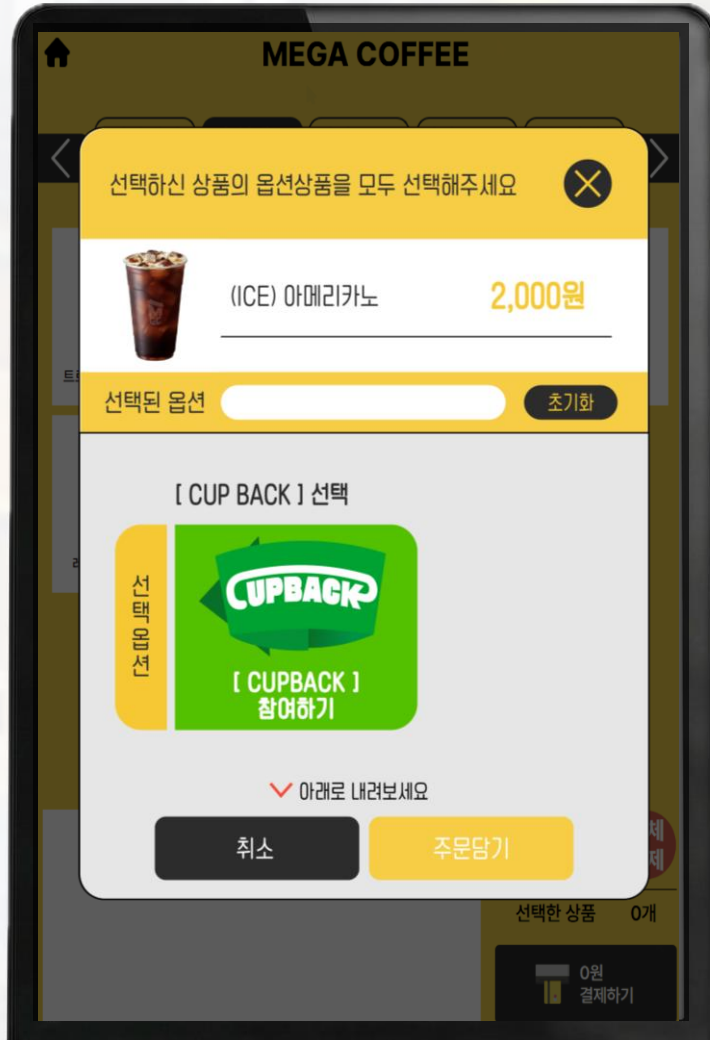 MEGA COFFEE
선택하신 상품의 옵션상품을 모두 선택해주세요
(ICE) 아메리카노
2,000원
선택된 옵션
초기화
[ CUP BACK ] 선택
선택옵션
CUPBACK
[ CUPBACK ]
참여하기
아래로 내려보세요
취소
주문담기
선택한 상품 0개
0원
결제하기